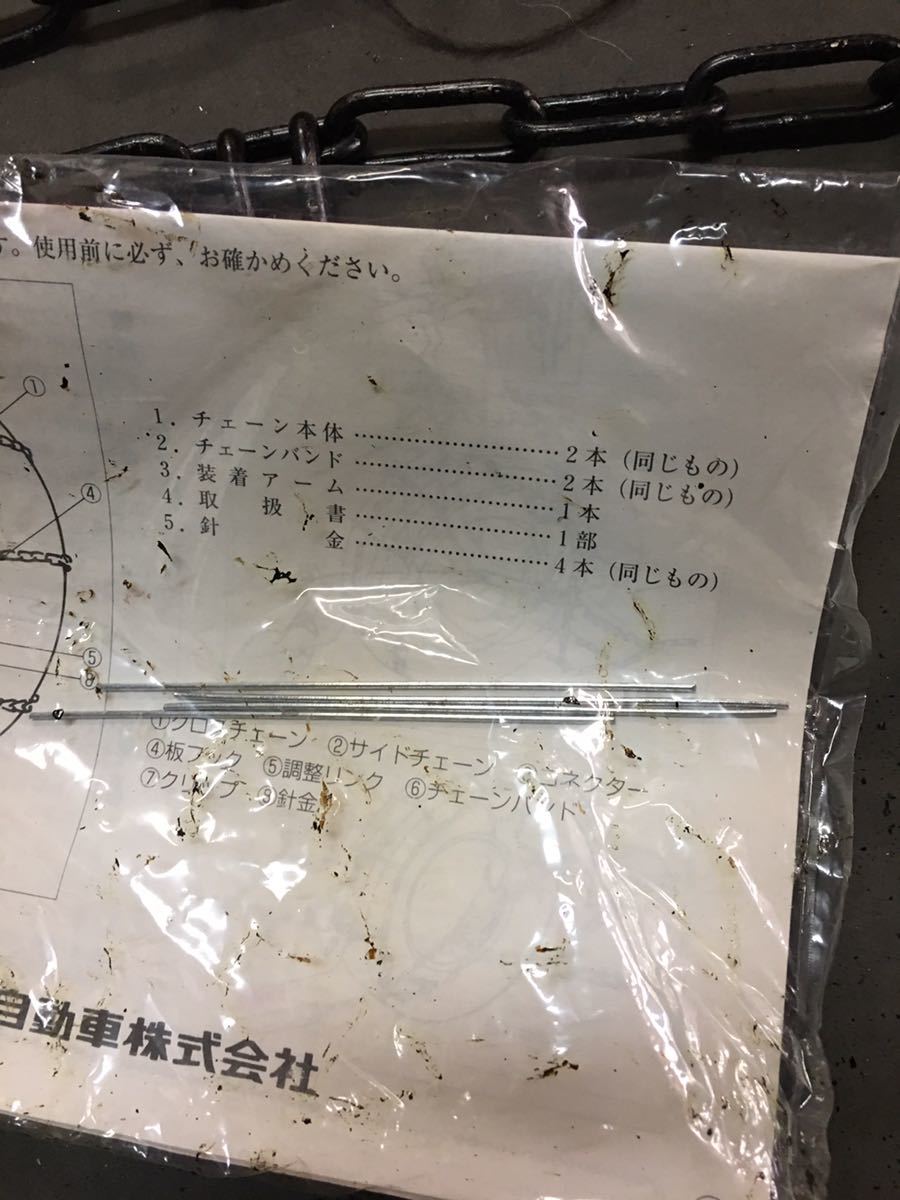 す。使用前に必ず、お確かめください。
①
④
⑤
⑧
1．チェーン本体……………………2本（同じもの）
2．チェーンバンド……………………2本（同じもの）
3．装着アーム……………………1本
4．取扱書……………………1部
5．針金……………………4本（同じもの）
①クロスチェーン ②サイドチェーン コネクター
④板フック ⑤調整リンク ⑥チェーンバンド
⑦クリップ 針金
自動車株式会社